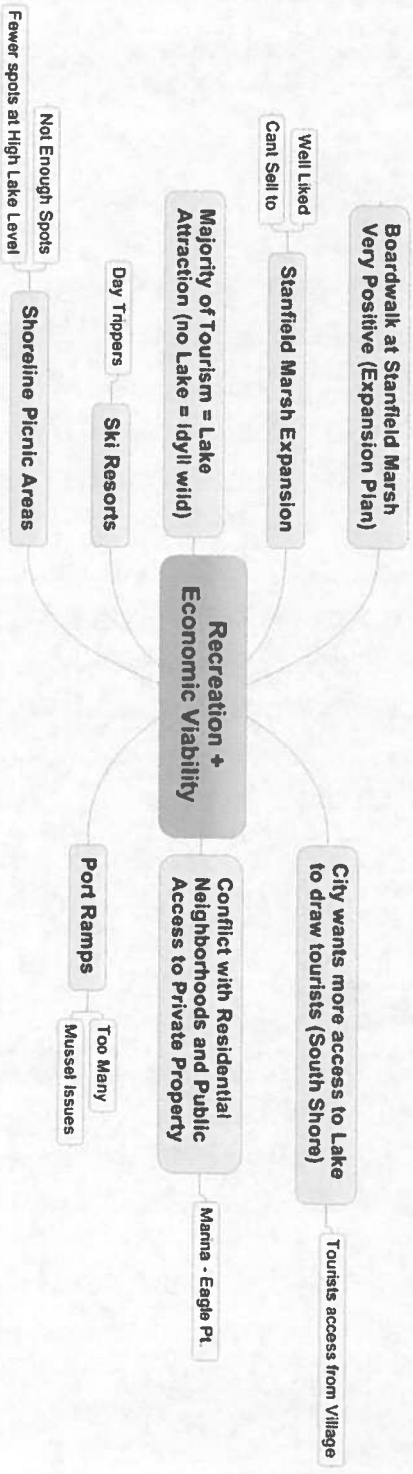 Recreation +
Economic Viability
Boardwalk at Stanfield Marsh
Very Positive (Expansion Plan)
Stanfield Marsh Expansion
Well Liked
Cant Sell to
Majority of Tourism = Lake
Attraction (no Lake = Idyll wild)
Ski Resorts
Day Trippers
Shoreline Picnic Areas
Not Enough Spots
Fewer spots at High Lake Level
City wants more access to Lake
to draw tourists (South Shore)
Tourists access from Village
Conflict with Residential
Neighborhoods and Public
Access to Private Property
Marina - Eagle Pt.
Port Ramps
Too Many
Mussel Issues